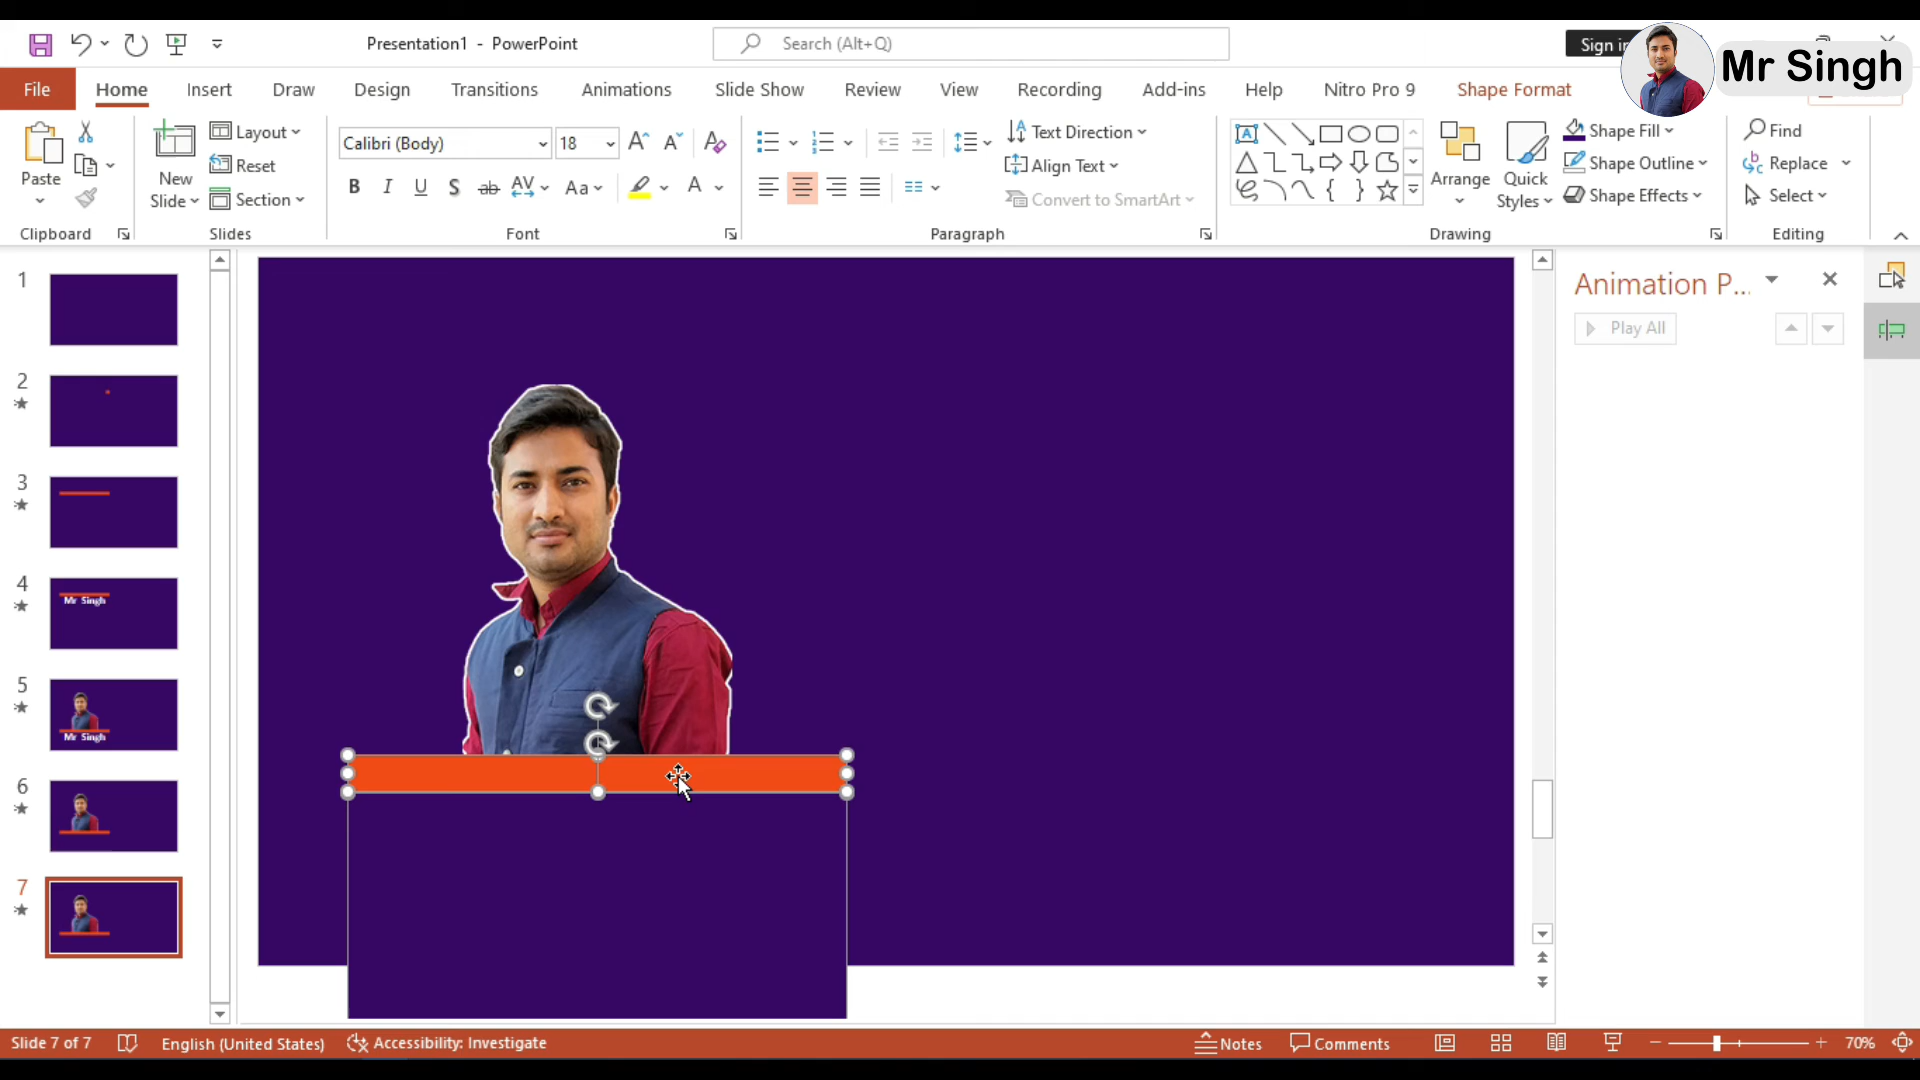 Presentation1 - PowerPoint
Search (Alt+Q)
Sign in
Mr Singh
File
Home
Insert
Draw
Design
Transitions
Animations
Slide Show
Review
View
Recording
Add-ins
Help
Nitro Pro 9
Shape Format
Paste
New
Slide
Layout
Reset
Section
Calibri (Body)
18
Text Direction
Align Text
Convert to SmartArt
Arrange
Quick
Styles
Shape Fill
Shape Outline
Shape Effects
Find
Replace
Select
Clipboard
Slides
Font
Paragraph
Drawing
Editing
1
2
3
4
Mr Singh
5
Mr Singh
6
7
Animation P...
Play All
Slide 7 of 7
English (United States)
Accessibility: Investigate
Notes
Comments
70%